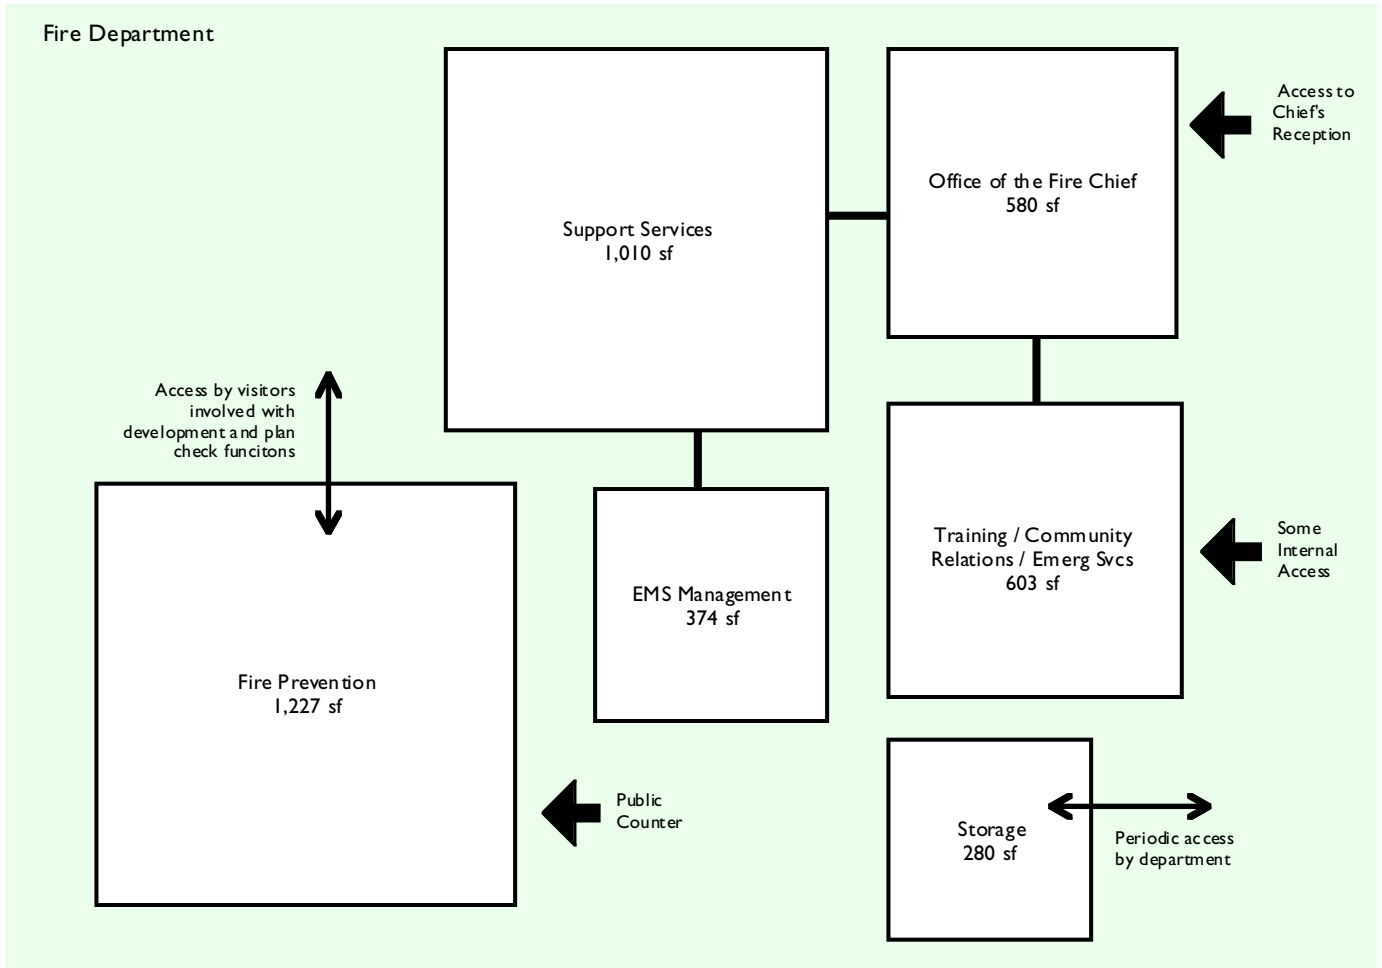 Fire Department
Access to
Chief's
Reception
Office of the Fire Chief
580 sf
Support Services
1,010 sf
Access by visitors
involved with
development and plan
check funcitons
Training / Community
Relations / Emerg Svcs
603 sf
Some
Internal
Access
EMS Management
374 sf
Fire Prevention
1,227 sf
Public
Counter
Storage
280 sf
Periodic access
by department